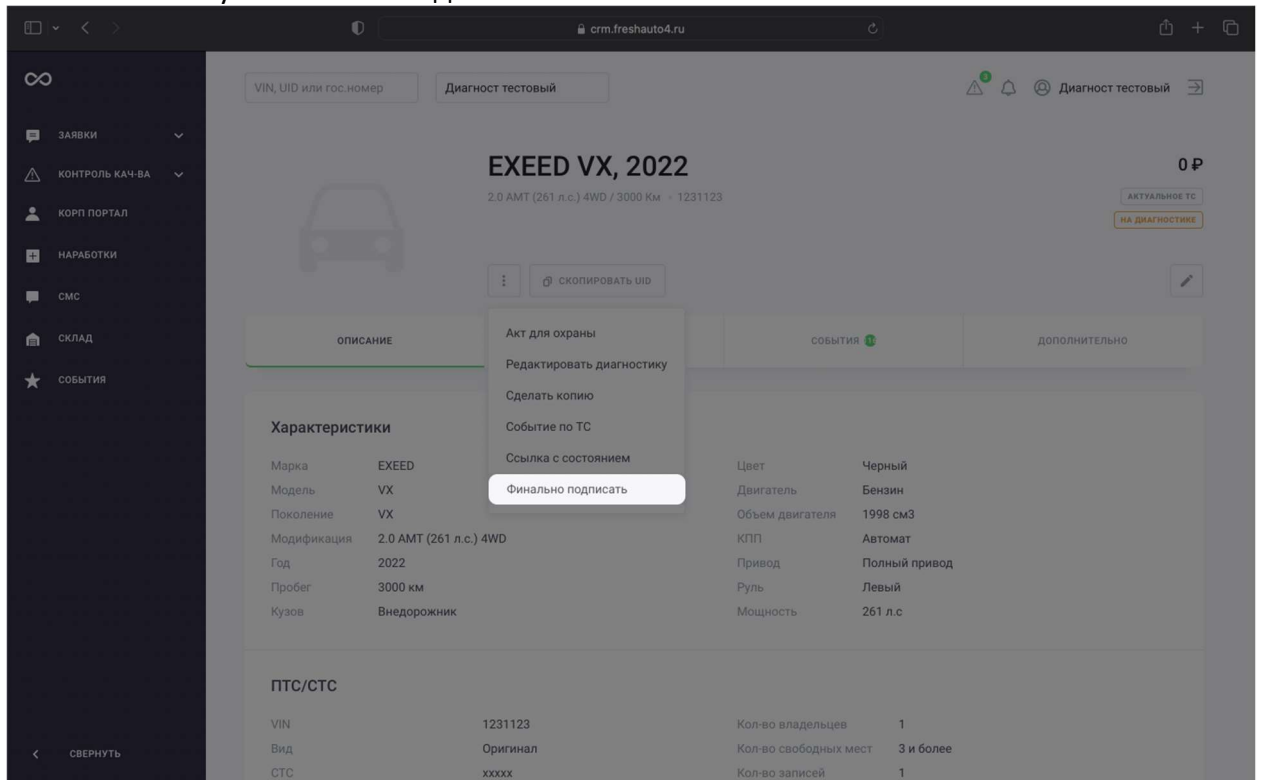 crm.freshauto4.ru
VIN, UID или гос.номер
Диагност тестовый
Диагност тестовый
ЗАЯВКИ
КОНТРОЛЬ КАЧ-ВА
КОРП ПОРТАЛ
НАРАБОТКИ
СМС
СКЛАД
СОБЫТИЯ
СВЕРНУТЬ
EXEED VX, 2022
0 ₽
2.0 AMT (261 л.с.) 4WD / 3000 Км • 1231123
АКТУАЛЬНОЕ ТС
НА ДИАГНОСТИКЕ
СКОПИРОВАТЬ UID
ОПИСАНИЕ
СОБЫТИЯ
ДОПОЛНИТЕЛЬНО
Акт для охраны
Редактировать диагностику
Сделать копию
Событие по ТС
Ссылка с состоянием
Финально подписать
Характеристики
Марка EXEED
Модель VX
Поколение VX
Модификация 2.0 AMT (261 л.с.) 4WD
Год 2022
Пробег 3000 км
Кузов Внедорожник
Цвет Черный
Двигатель Бензин
Объем двигателя 1998 см3
КПП Автомат
Привод Полный привод
Руль Левый
Мощность 261 л.с
ПТС/СТС
VIN 1231123
Вид Оригинал
СТС xxxxx
Кол-во владельцев 1
Кол-во свободных мест 3 и более
Кол-во записей 1